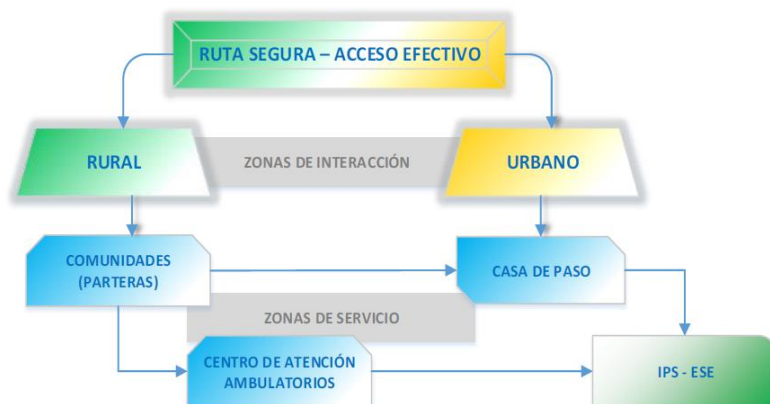 RUTA SEGURA – ACCESO EFECTIVO
RURAL
ZONAS DE INTERACCIÓN
URBANO
COMUNIDADES
(PARTERAS)
CASA DE PASO
ZONAS DE SERVICIO
CENTRO DE ATENCIÓN
AMBULATORIOS
IPS - ESE